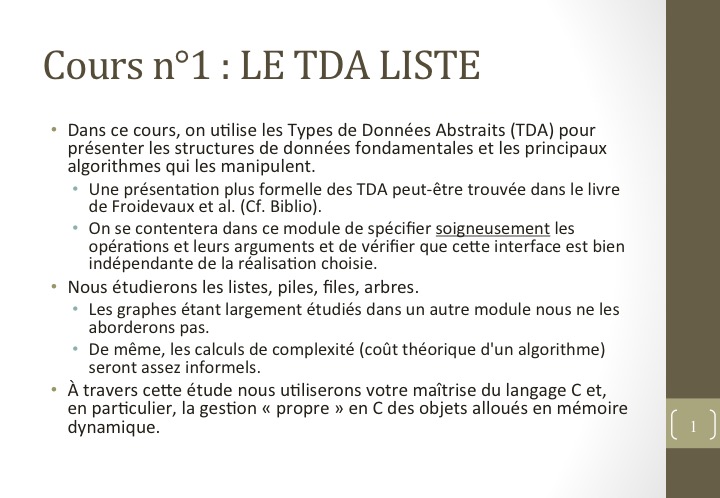 Cours n°1 : LE TDA LISTE
• Dans ce cours, on utilise les Types de Données Abstraits (TDA) pour
présenter les structures de données fondamentales et les principaux
algorithmes qui les manipulent.
• Une présentation plus formelle des TDA peut-être trouvée dans le livre
de Froidevaux et al. (Cf. Biblio).
• On se contentera dans ce module de spécifier soigneusement les
opérations et leurs arguments et de vérifier que cette interface est bien
indépendante de la réalisation choisie.
• Nous étudierons les listes, piles, files, arbres.
• Les graphes étant largement étudiés dans un autre module nous ne les
aborderons pas.
• De même, les calculs de complexité (coût théorique d'un algorithme)
seront assez informels.
• À travers cette étude nous utiliserons votre maîtrise du langage C et,
en particulier, la gestion « propre » en C des objets alloués en mémoire
dynamique.
1